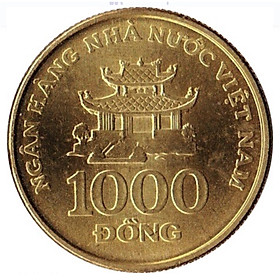 NGÂN HÀNG NHÀ NƯỚC VIỆT NAM
1000
ĐỒNG